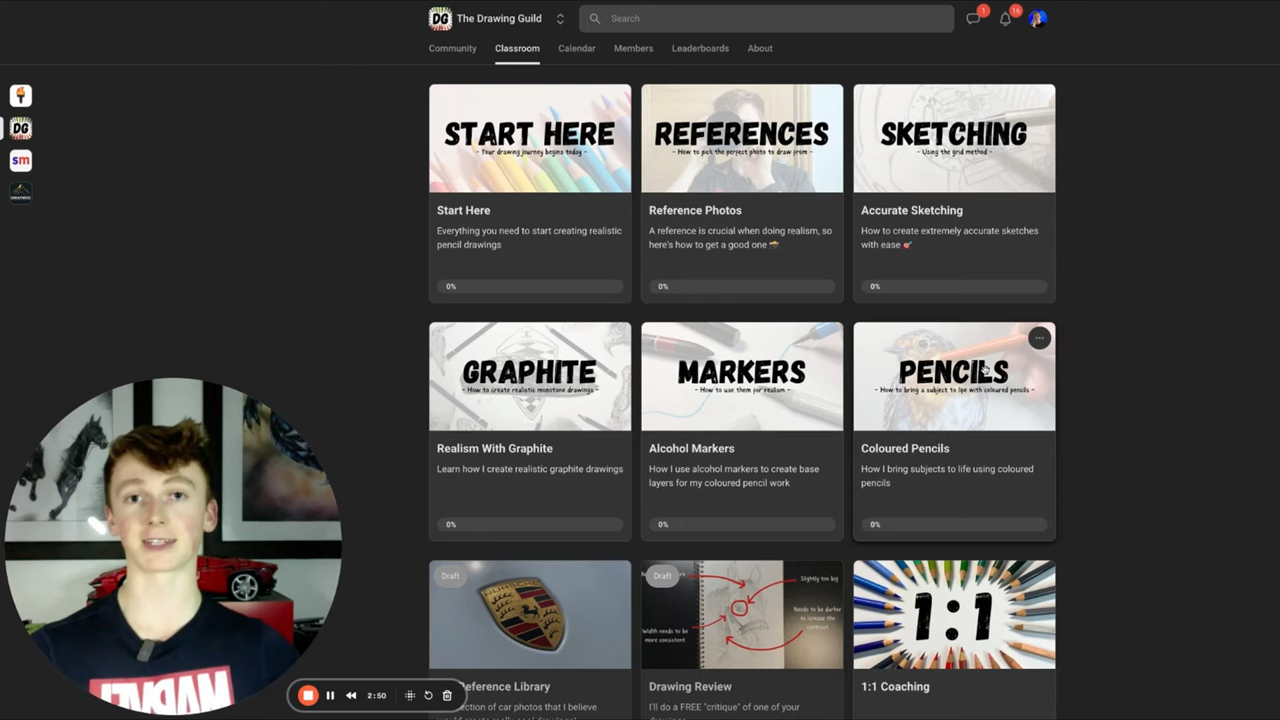 DG The Drawing Guild
Search
1
16
Community Classroom Calendar Members Leaderboards About
DG
sm
START HERE
- Your drawing journey begins today -
Start Here
Everything you need to start creating realistic
pencil drawings
0%
REFERENCES
- How to pick the perfect photo to draw from -
Reference Photos
A reference is crucial when doing realism, so
here's how to get a good one
0%
SKETCHING
- Using the grid method -
Accurate Sketching
How to create extremely accurate sketches
with ease
0%
GRAPHITE
- How to create realistic monotone drawings -
Realism With Graphite
Learn how I create realistic graphite drawings
0%
MARKERS
- How to use them for realism -
Alcohol Markers
How I use alcohol markers to create base
layers for my coloured pencil work
0%
PENCILS
- How to bring a subject to life with coloured pencils -
Coloured Pencils
How I bring subjects to life using coloured
pencils
0%
Draft
PORSCHE
eference Library
ection of car photos that I believe
Draft
Slightly too big
Needs to be darker
to increase the
contrast
Width needs to be
more consistent
Drawing Review
I'll do a FREE "critique" of one of your
1:1
1:1 Coaching
2:50